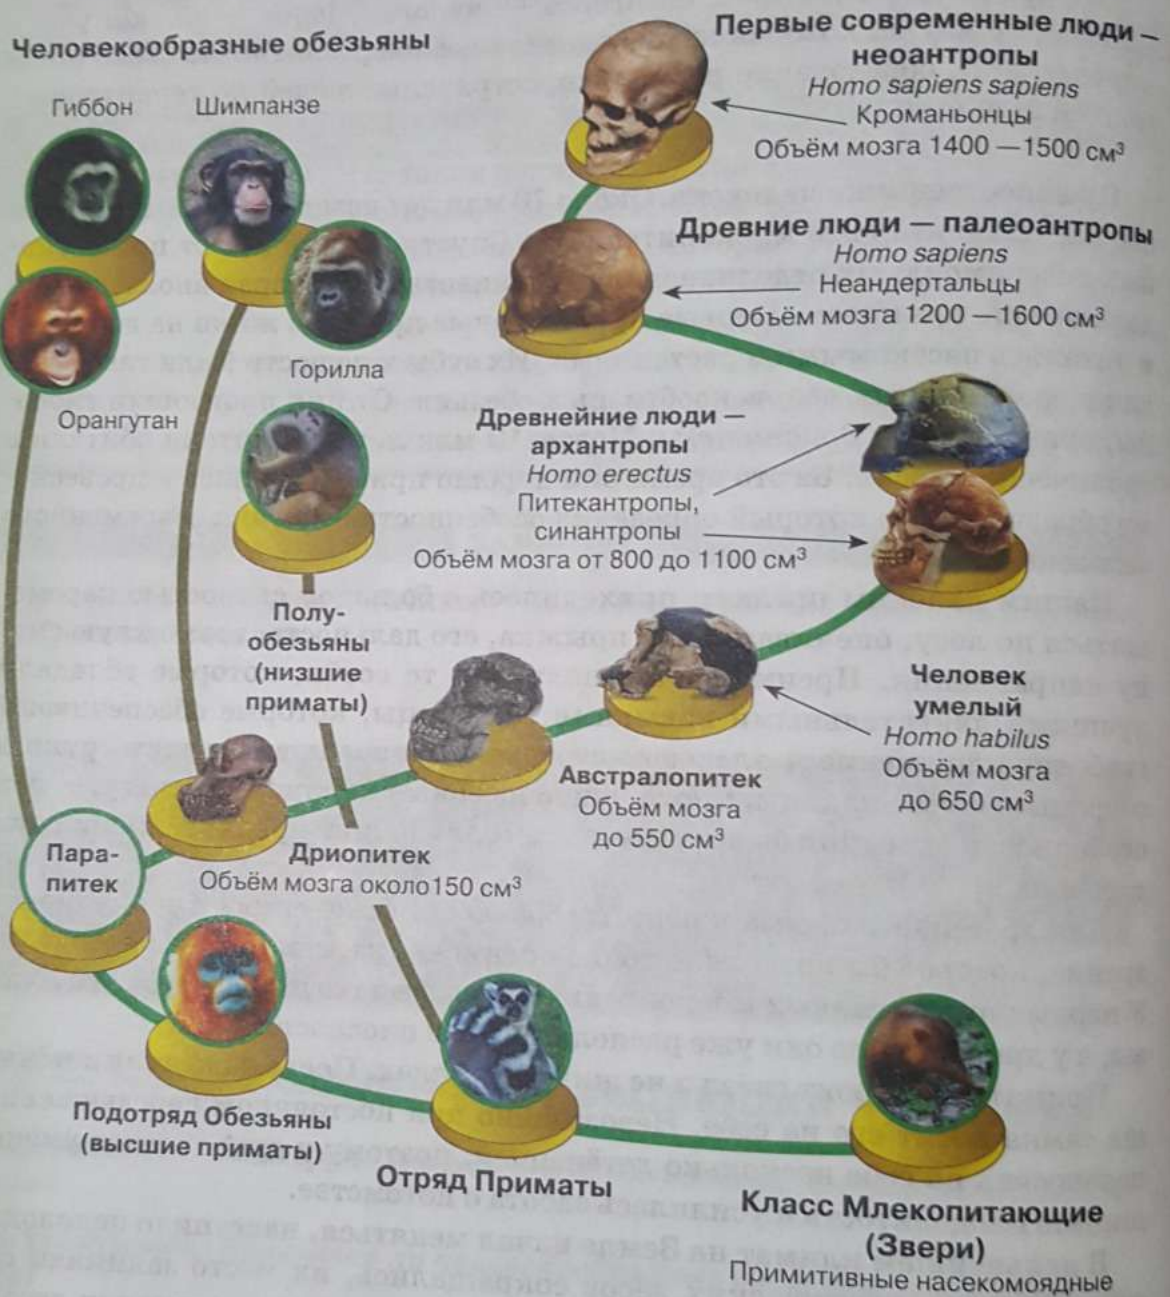 Человекообразные обезьяны
Гиббон
Шимпанзе
Горилла
Орангутан
Первые современные люди –
неоантропы
Homo sapiens sapiens
Кроманьонцы
Объём мозга 1400 — 1500 см³
Древние люди — палеоантропы
Homo sapiens
Неандертальцы
Объём мозга 1200 — 1600 см³
Древнейшие люди —
архантропы
Homo erectus
Питекантропы,
синантропы
Объём мозга от 800 до 1100 см³
Полу-
обезьяны
(низшие
приматы)
Человек
умелый
Homo habilus
Объём мозга
до 650 см³
Австралопитек
Объём мозга
до 550 см³
Пара-
питек
Дриопитек
Объём мозга около 150 см³
Подотряд Обезьяны
(высшие приматы)
Отряд Приматы
Класс Млекопитающие
(Звери)
Примитивные насекомоядные